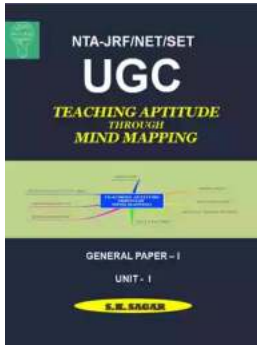 NTA-JRF/NET/SET
UGC
TEACHING APTITUDE
THROUGH
MIND MAPPING
TEACHING APTITUDE
THROUGH
MIND MAPPING
GENERAL PAPER – I
UNIT - I
S.K. SAGAR